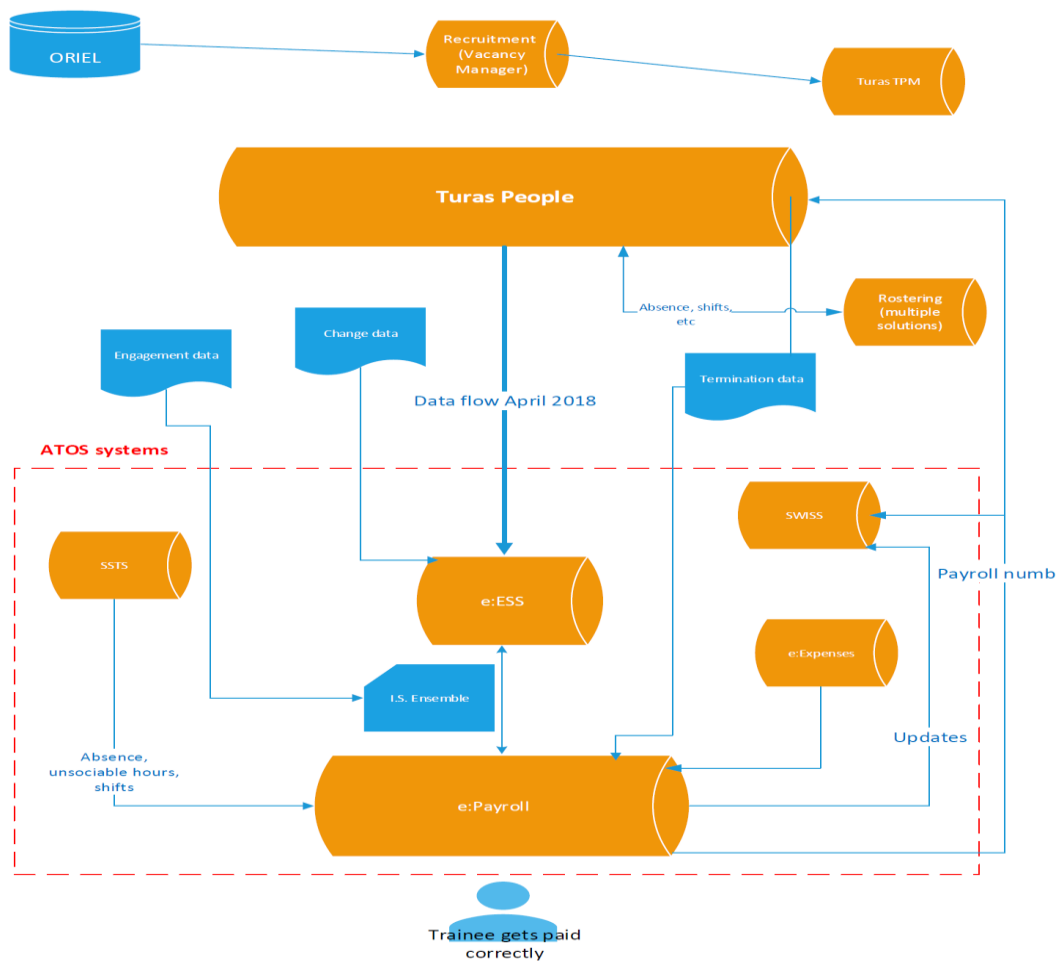 ORIEL
Recruitment
(Vacancy
Manager)
Turas TPM
Turas People
Absence, shifts,
etc
Rostering
(multiple
solutions)
Engagement data
Change data
Termination data
Data flow April 2018
ATOS systems
SWISS
SSTS
Payroll numb
e:ESS
e:Expenses
I.S. Ensemble
Updates
Absence,
unsociable hours,
shifts
e:Payroll
Trainee gets paid
correctly